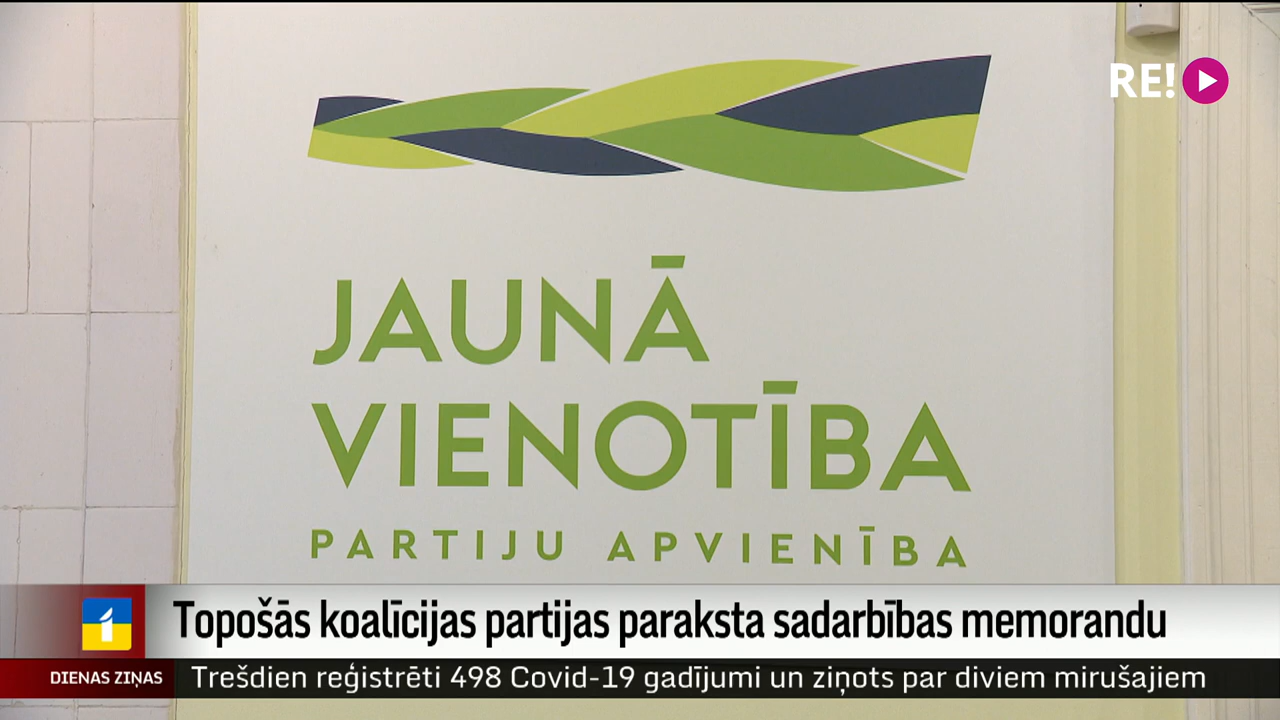 RE!
JAUNĀ
VIENOTĪBA
PARTIJU APVIENĪBA
1
Topošās koalīcijas partijas paraksta sadarbības memorandu
DIENAS ZIŅAS
Trešdien reģistrēti 498 Covid-19 gadījumi un ziņots par diviem mirušajiem